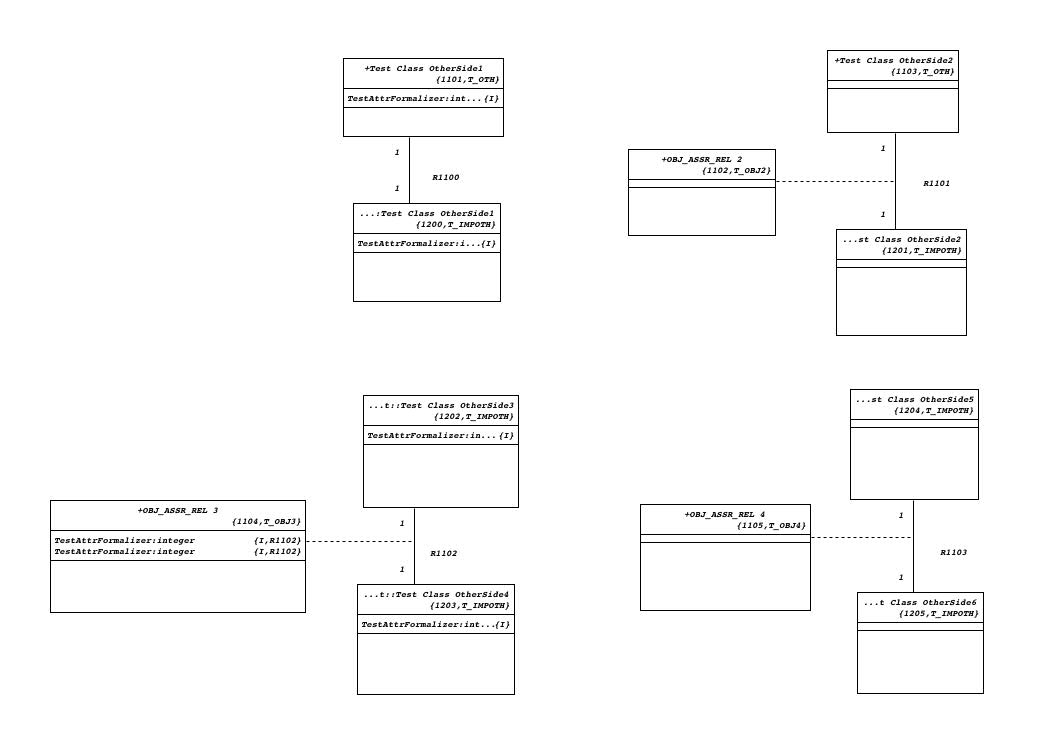 +Test Class OtherSide1
{1101,T_OTH}
TestAttrFormalizer:int...{I}
1
R1100
1
...:Test Class OtherSide1
{1200,T_IMPOTH}
TestAttrFormalizer:i...{I}
+Test Class OtherSide2
{1103,T_OTH}
1
+OBJ_ASSR_REL 2
{1102,T_OBJ2}
R1101
1
...st Class OtherSide2
{1201,T_IMPOTH}
...t::Test Class OtherSide3
{1202,T_IMPOTH}
TestAttrFormalizer:in...{I}
+OBJ_ASSR_REL 3
{1104,T_OBJ3}
TestAttrFormalizer:integer {I,R1102}
TestAttrFormalizer:integer {I,R1102}
1
R1102
1
...t::Test Class OtherSide4
{1203,T_IMPOTH}
TestAttrFormalizer:int...{I}
...st Class OtherSide5
{1204,T_IMPOTH}
+OBJ_ASSR_REL 4
{1105,T_OBJ4}
1
R1103
1
...t Class OtherSide6
{1205,T_IMPOTH}